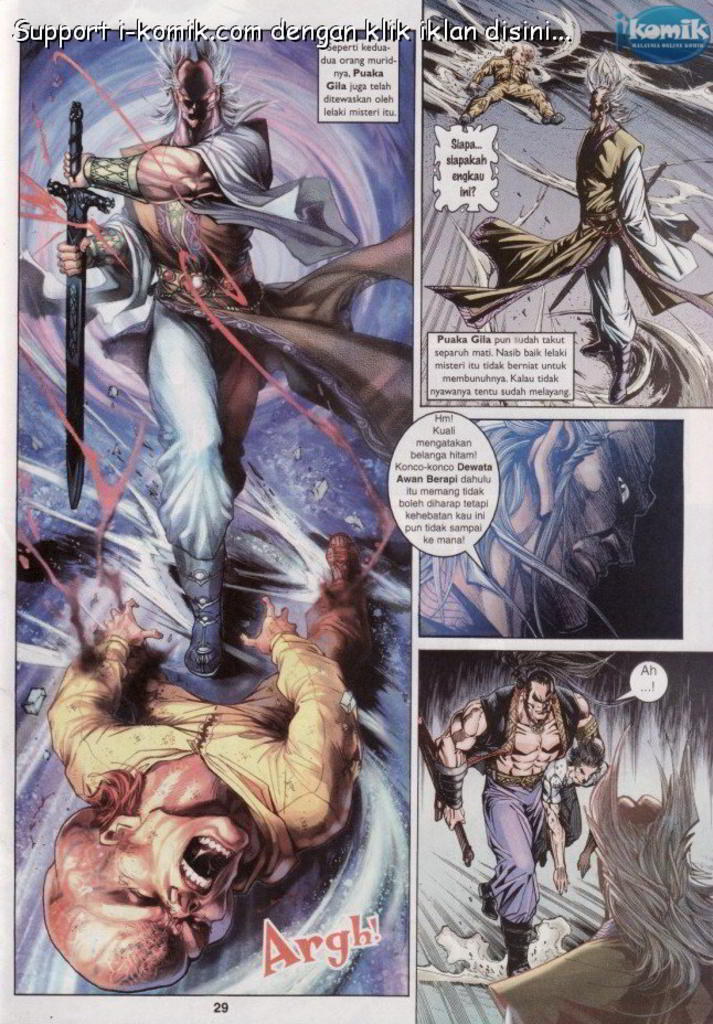 Support i-komik.com dengan klik iklan disini...
komik
MALAYSIA ONLINE KOMIK
Seperti kedua-
dua orang murid-
nya, Puaka
Gila juga telah
ditewaskan oleh
lelaki misteri itu.
Siapa...
siapakah
engkau
ini?
Puaka Gila pun sudah takut
separuh mati. Nasib baik lelaki
misteri itu tidak berniat untuk
membunuhnya. Kalau tidak
nyawanya tentu sudah melayang.
Hm!
Kuali
mengatakan
belanga hitam!
Konco-konco Dewata
Awan Berapi dahulu
itu memang tidak
boleh diharap tetapi
kehebatan kau ini
pun tidak sampai
ke mana!
Ah
...!
Argh!
29